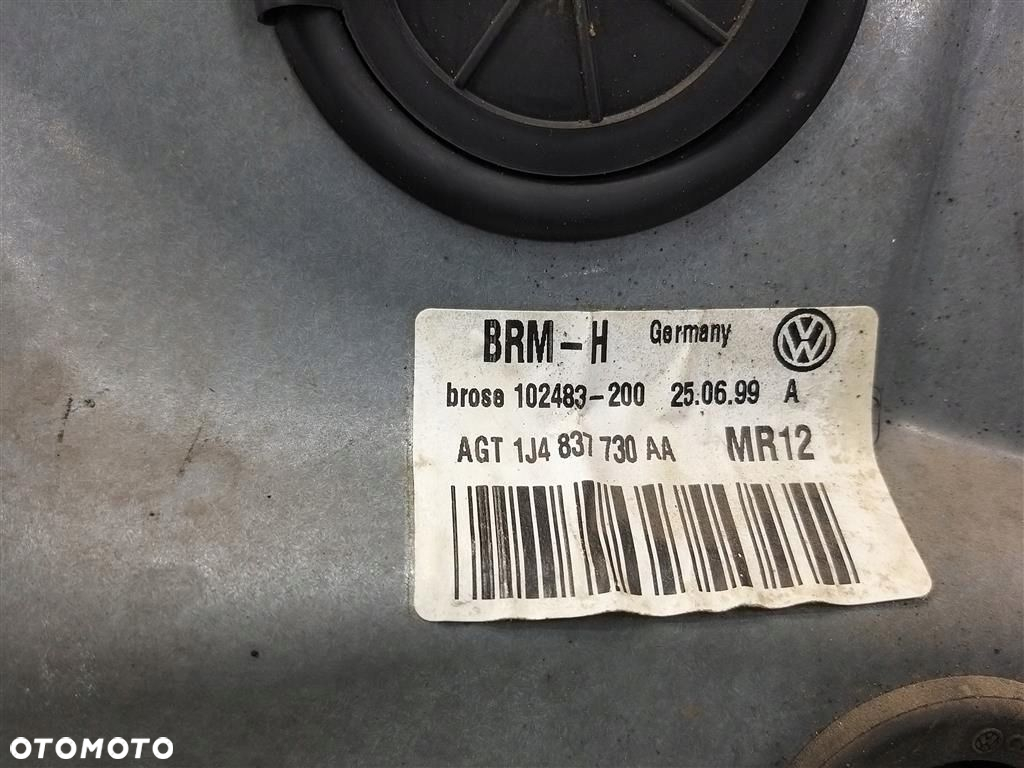 BRM-H Germany
brose 102483-200 25.06.99 A
AGT 1J4 837 730 AA MR12
OTOMOTO